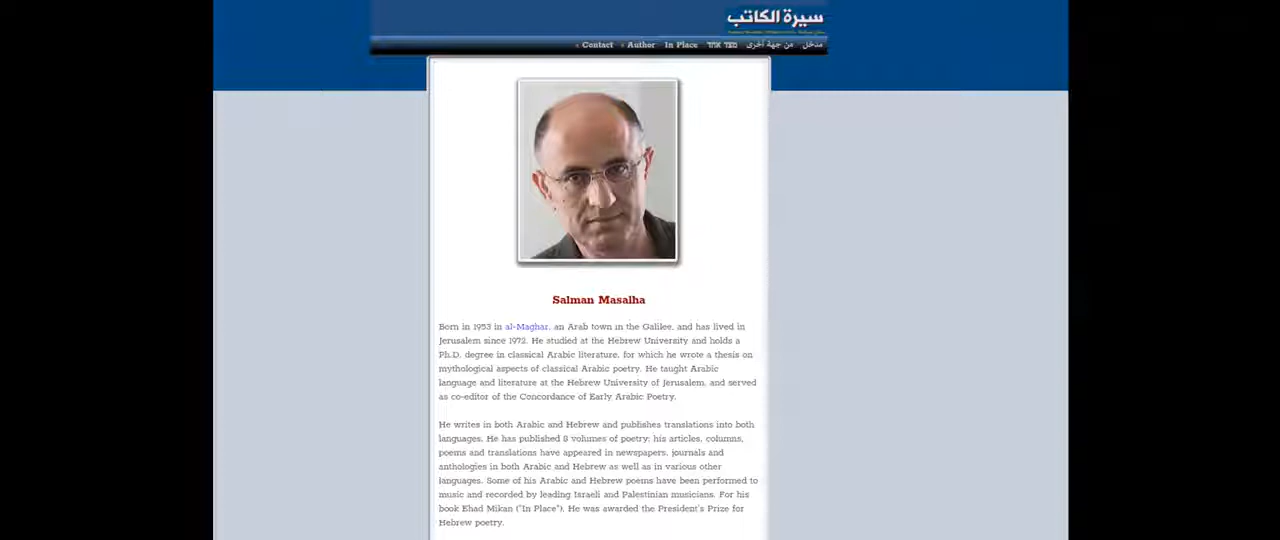 سيرة الكاتب
مدخل من جهة أخرى מצד אחר In Place Author » Contact »
Salman Masalha
Born in 1953 in al-Maghar, an Arab town in the Galilee, and has lived in
Jerusalem since 1972. He studied at the Hebrew University and holds a
Ph.D. degree in classical Arabic literature, for which he wrote a thesis on
mythological aspects of classical Arabic poetry. He taught Arabic
language and literature at the Hebrew University of Jerusalem, and served
as co-editor of the Concordance of Early Arabic Poetry.
He writes in both Arabic and Hebrew and publishes translations into both
languages. He has published 8 volumes of poetry; his articles, columns,
poems and translations have appeared in newspapers, journals and
anthologies in both Arabic and Hebrew as well as in various other
languages. Some of his Arabic and Hebrew poems have been performed to
music and recorded by leading Israeli and Palestinian musicians. For his
book Ehad Mikan ("In Place"), He was awarded the President's Prize for
Hebrew poetry.